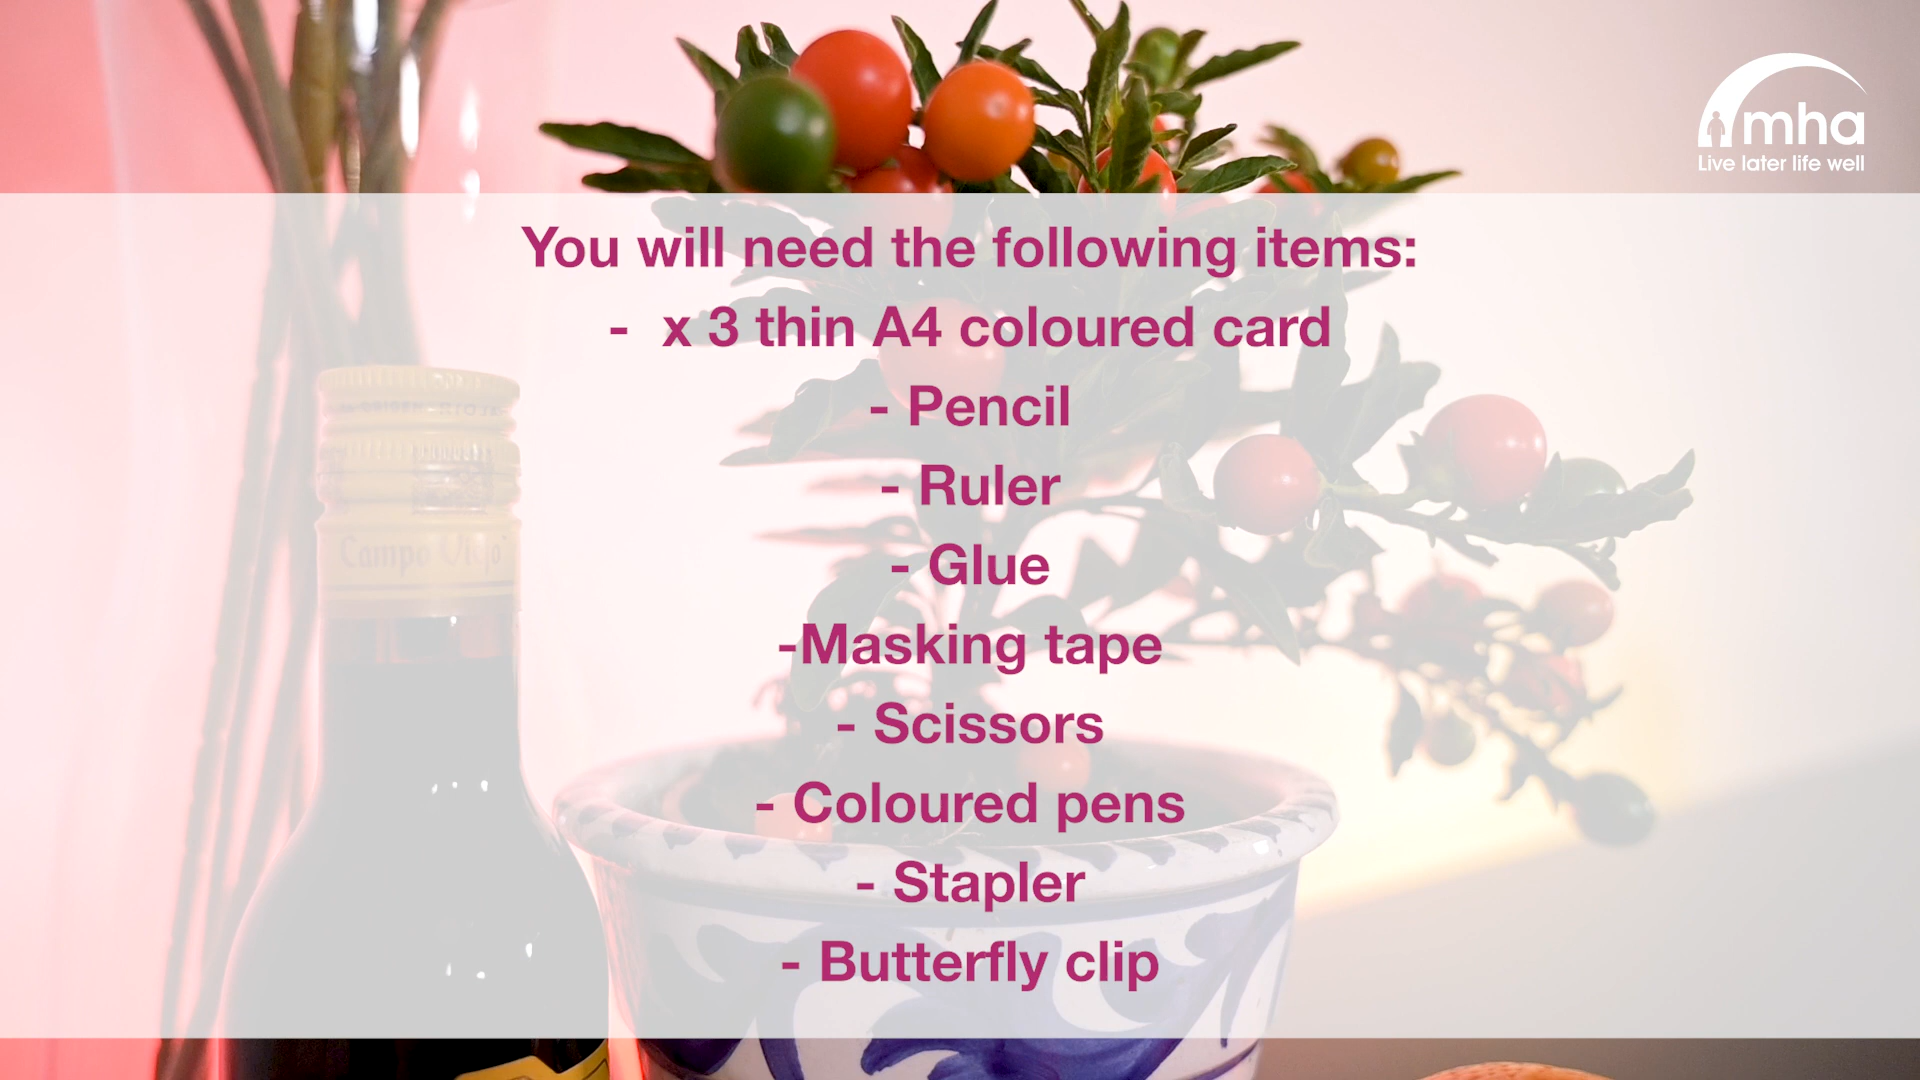 mha
Live later life well
You will need the following items:
-  x 3 thin A4 coloured card
- Pencil
- Ruler
- Glue
-Masking tape
- Scissors
- Coloured pens
- Stapler
- Butterfly clip
Campo Viejo